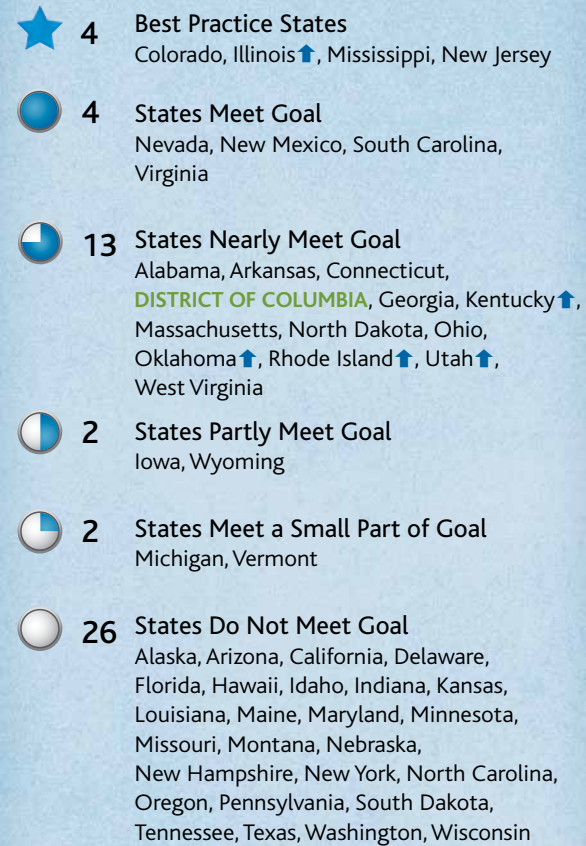 4 Best Practice States
Colorado, Illinois⬆, Mississippi, New Jersey
4 States Meet Goal
Nevada, New Mexico, South Carolina,
Virginia
13 States Nearly Meet Goal
Alabama, Arkansas, Connecticut,
DISTRICT OF COLUMBIA, Georgia, Kentucky⬆,
Massachusetts, North Dakota, Ohio,
Oklahoma⬆, Rhode Island⬆, Utah⬆,
West Virginia
2 States Partly Meet Goal
Iowa, Wyoming
2 States Meet a Small Part of Goal
Michigan, Vermont
26 States Do Not Meet Goal
Alaska, Arizona, California, Delaware,
Florida, Hawaii, Idaho, Indiana, Kansas,
Louisiana, Maine, Maryland, Minnesota,
Missouri, Montana, Nebraska,
New Hampshire, New York, North Carolina,
Oregon, Pennsylvania, South Dakota,
Tennessee, Texas, Washington, Wisconsin